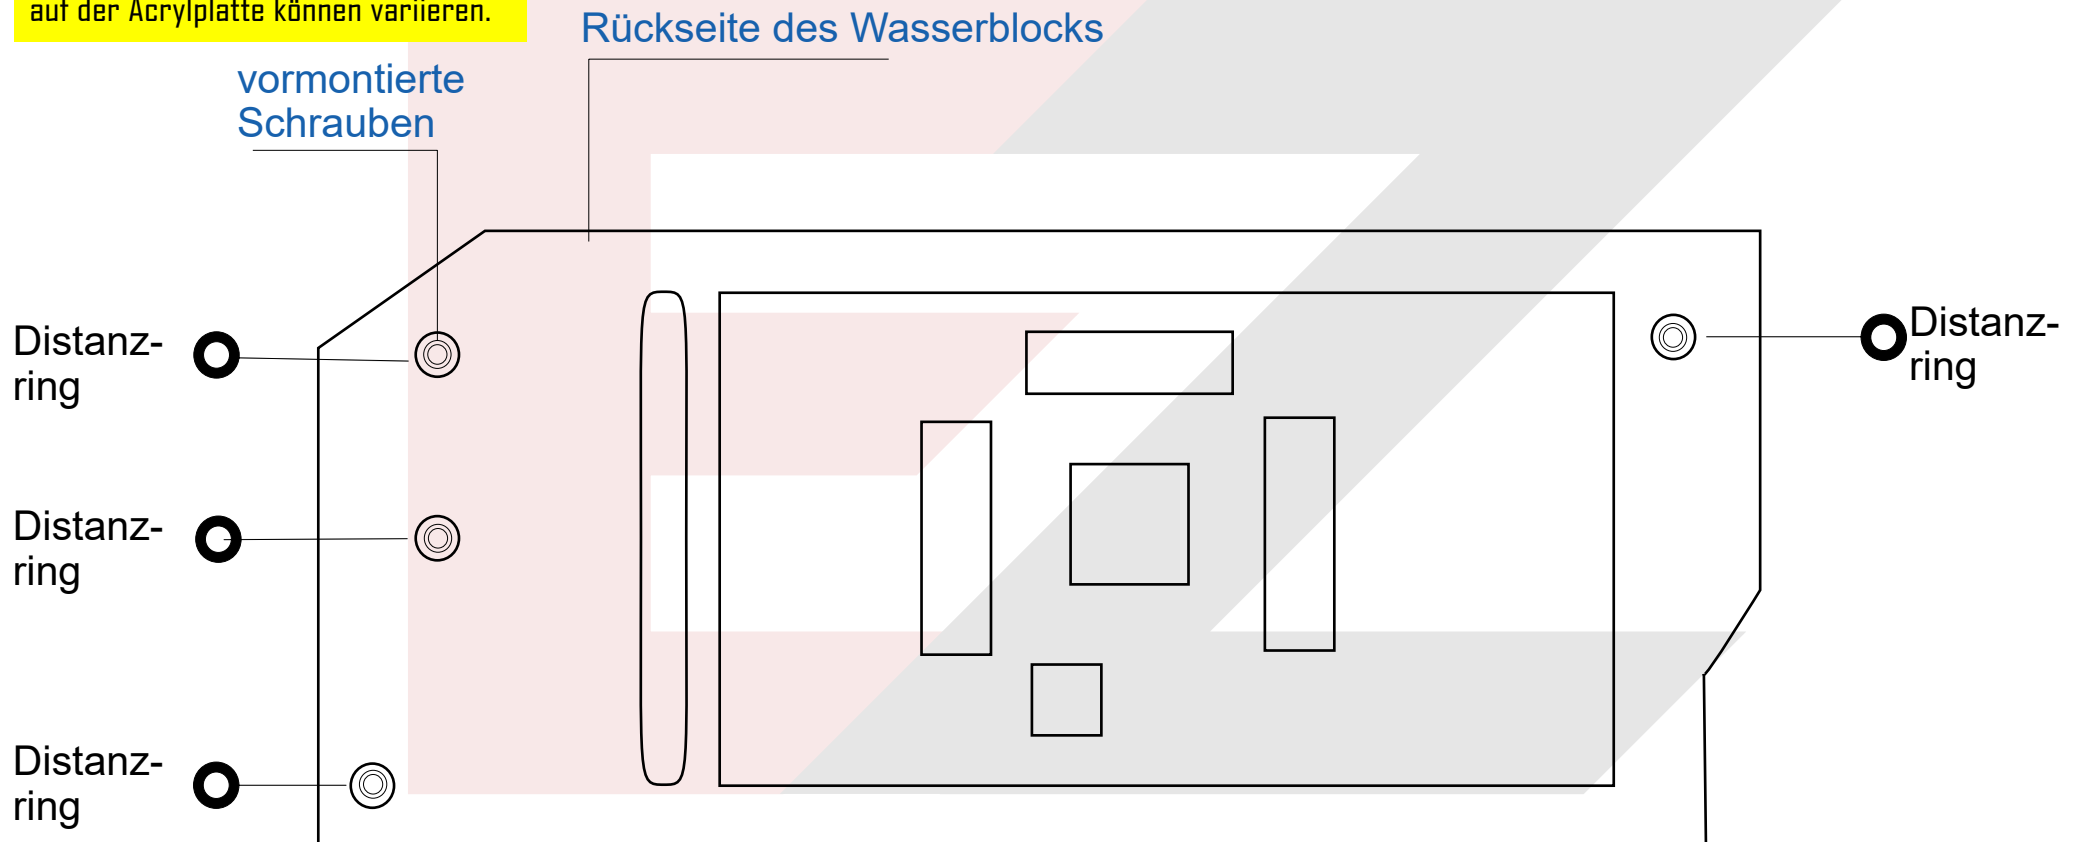 auf der Acrylplatte können variieren.
Rückseite des Wasserblocks
vormontierte
Schrauben
Distanz-
ring
Distanz-
ring
Distanz-
ring
Distanz-
ring